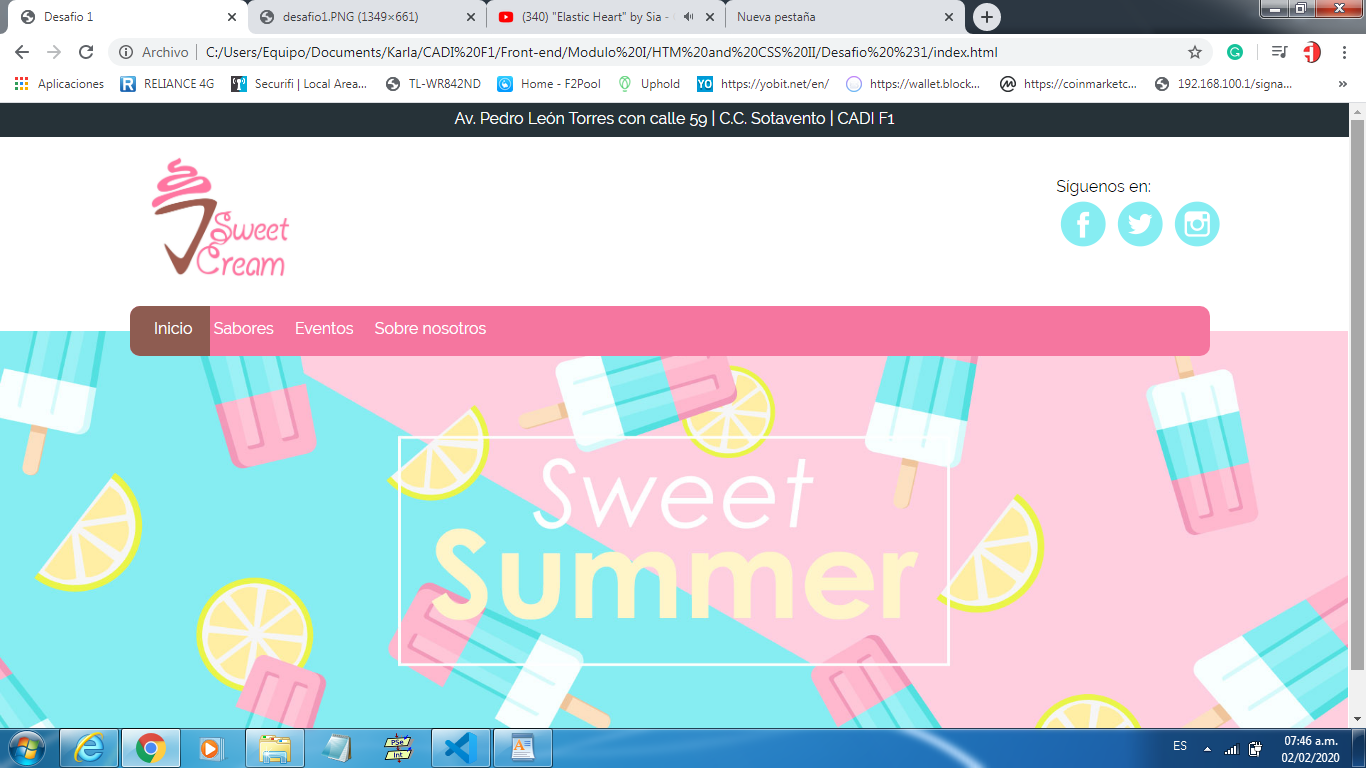 Desafio 1
desafio1.PNG (1349×661)
(340) "Elastic Heart" by Sia -
Nueva pestaña
Archivo | C:/Users/Equipo/Documents/Karla/CADI%20F1/Front-end/Modulo%20I/HTM%20and%20CSS%20II/Desafio%20%231/index.html
Aplicaciones RELIANCE 4G Securifi | Local Area... TL-WR842ND Home - F2Pool Uphold YO https://yobit.net/en/ https://wallet.block... https://coinmarketc... 192.168.100.1/signa... »
Av. Pedro León Torres con calle 59 | C.C. Sotavento | CADI F1
Sweet
Cream
Síguenos en:
Inicio Sabores Eventos Sobre nosotros
Sweet
Summer
PSe
Int
ES
07:46 a.m.
02/02/2020